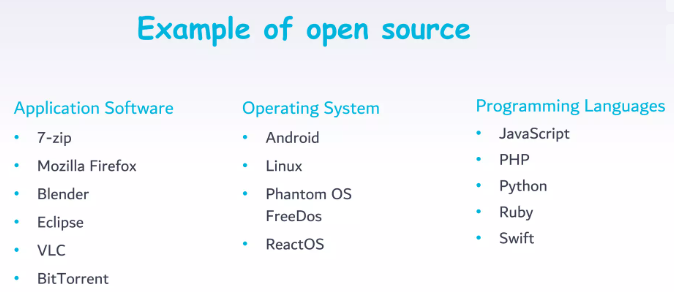 Example of open source
Application Software
• 7-zip
• Mozilla Firefox
• Blender
• Eclipse
• VLC
• BitTorrent
Operating System
• Android
• Linux
• Phantom OS
FreeDos
• ReactOS
Programming Languages
• JavaScript
• PHP
• Python
• Ruby
• Swift